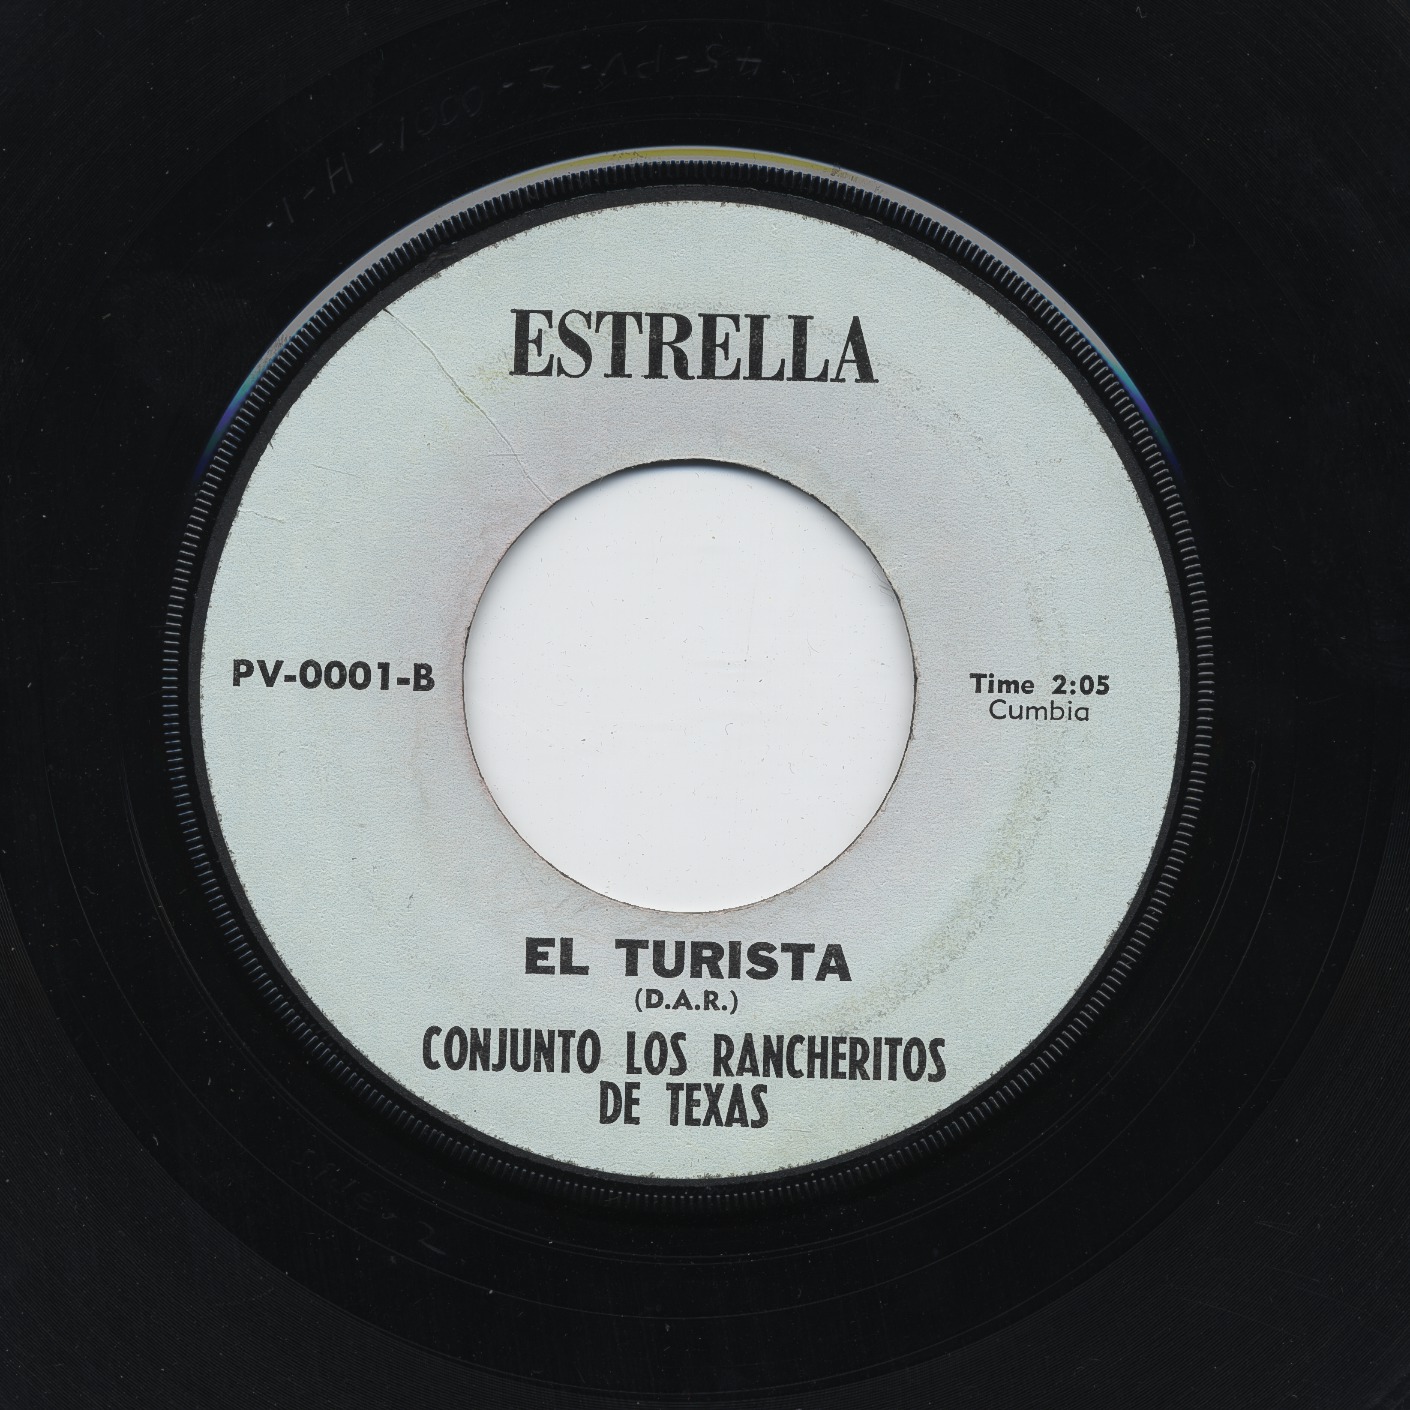 ESTRELLA
PV-0001-B
Time 2:05
Cumbia
EL TURISTA
(D.A.R.)
CONJUNTO LOS RANCHERITOS
DE TEXAS